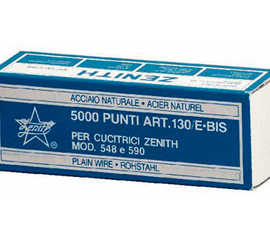 ZENITH
ACCIAIO NATURALE • ACIER NATUREL
5000 PUNTI ART.130/E-BIS
Zenith
PER CUCITRICI ZENITH
MOD. 548 e 590
PLAIN WIRE • ROHSTAHL